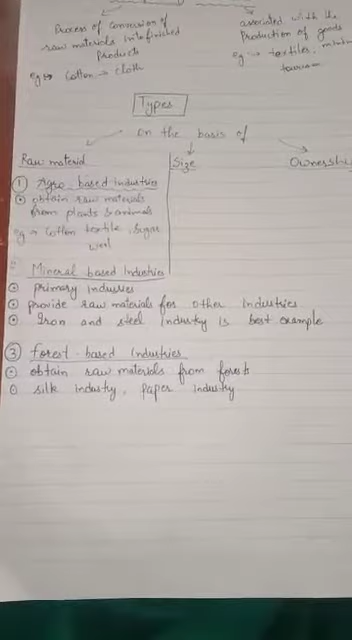 Process of conversion of
raw materials into finished
Products
eg → Cotton → cloth
associated with the
Production of goods
eg → textiles,
Types
on the basis of
Raw material
Size
① Agro based industries
obtain raw materials
from plants & animals
eg → Cotton textile, Sugar
wool
Mineral based Industries
primary industries
provide raw materials for other industries
Iron and steel industry is best example
③ forest based industries
obtain raw materials from forests
silk industry, paper industry